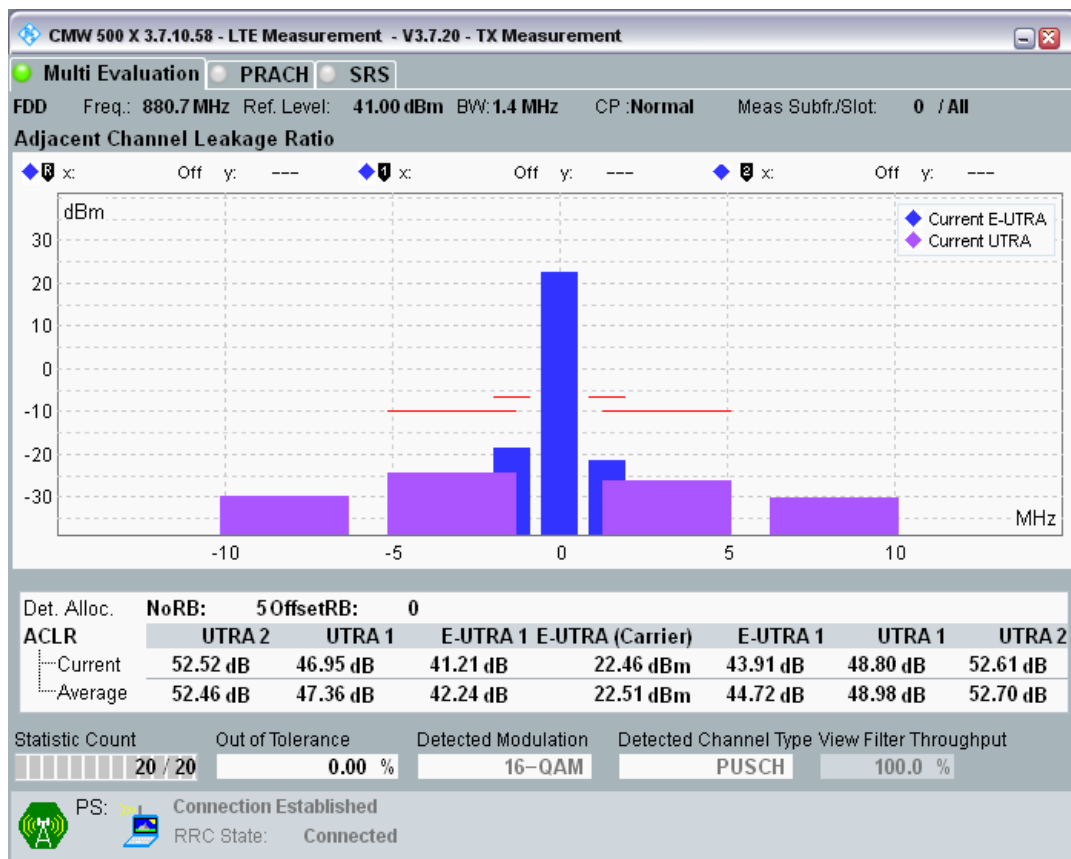 CMW 500 X 3.7.10.58 - LTE Measurement - V3.7.20 - TX Measurement
Multi Evaluation PRACH SRS
FDD Freq.: 880.7 MHz Ref. Level: 41.00 dBm BW: 1.4 MHz CP :Normal Meas Subfr./Slot: 0 / All
Adjacent Channel Leakage Ratio
R x: Off y: --- 1 x: Off y: --- 2 x: Off y: ---
dBm
Current E-UTRA
Current UTRA
30
20
10
0
-10
-20
-30
MHz
-10 -5 0 5 10
Det. Alloc. NoRB: 5 OffsetRB: 0
ACLR UTRA 2 UTRA 1 E-UTRA 1 E-UTRA (Carrier) E-UTRA 1 UTRA 1 UTRA 2
Current 52.52 dB 46.95 dB 41.21 dB 22.46 dBm 43.91 dB 48.80 dB 52.61 dB
Average 52.46 dB 47.36 dB 42.24 dB 22.51 dBm 44.72 dB 48.98 dB 52.70 dB
Statistic Count Out of Tolerance Detected Modulation Detected Channel Type View Filter Throughput
20 / 20 0.00 % 16-QAM PUSCH 100.0 %
PS: Connection Established
RRC State: Connected